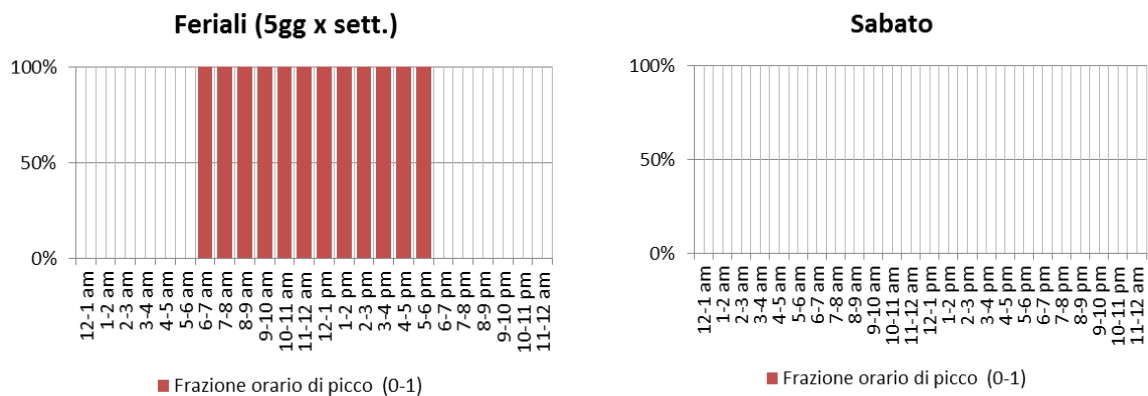 Feriali (5gg x sett.)
100%
50%
0%
12-1 am
1-2 am
2-3 am
3-4 am
4-5 am
5-6 am
6-7 am
7-8 am
8-9 am
9-10 am
10-11 am
11-12 am
12-1 pm
1-2 pm
2-3 pm
3-4 pm
4-5 pm
5-6 pm
6-7 pm
7-8 pm
8-9 pm
9-10 pm
10-11 pm
11-12 am
Frazione orario di picco (0-1)
Sabato
100%
50%
0%
12-1 am
1-2 am
2-3 am
3-4 am
4-5 am
5-6 am
6-7 am
7-8 am
8-9 am
9-10 am
10-11 am
11-12 am
12-1 pm
1-2 pm
2-3 pm
3-4 pm
4-5 pm
5-6 pm
6-7 pm
7-8 pm
8-9 pm
9-10 pm
10-11 pm
11-12 am
Frazione orario di picco (0-1)